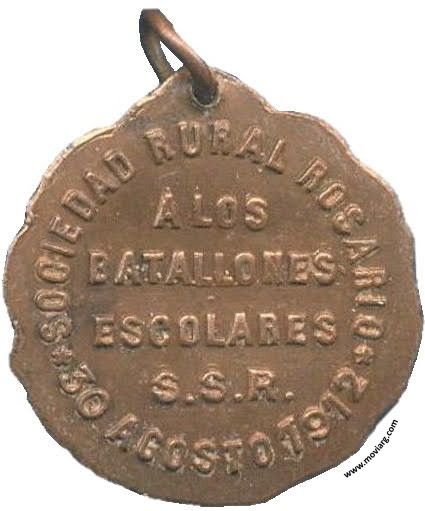 SOCIEDAD RURAL ROSARIO
A LOS
BATALLONES
ESCOLARES
S.S.R.
30 AGOSTO 1912
www.moviarg.com